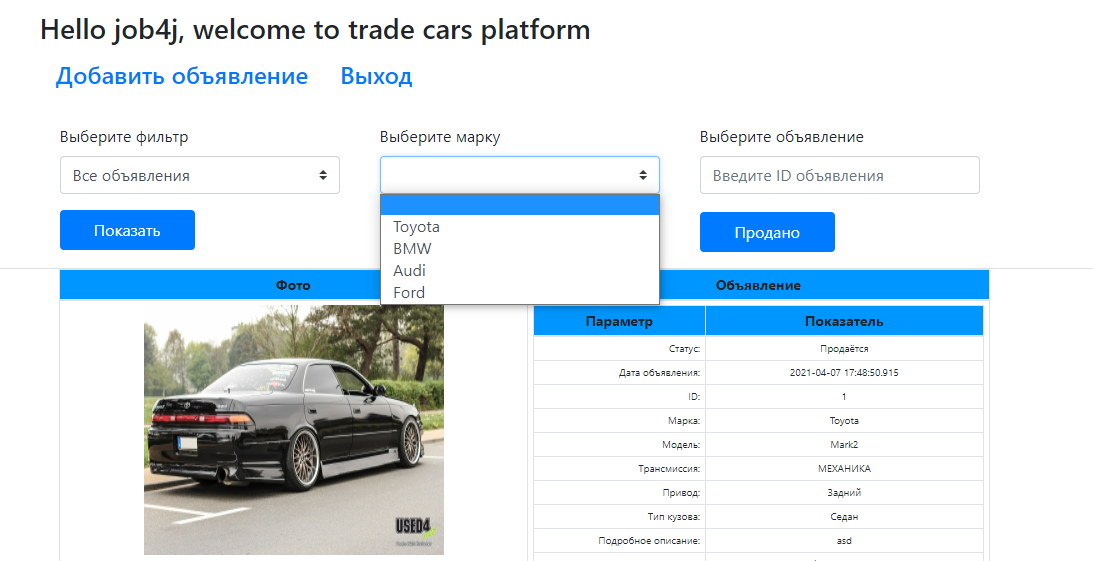 Hello job4j, welcome to trade cars platform
Добавить объявление Выход
Выберите фильтр Выберите марку Выберите объявление
Все объявления Введите ID объявления
Показать Продано
Toyota
BMW
Audi
Ford
Фото Объявление
Параметр Показатель
Статус: Продаётся
Дата объявления: 2021-04-07 17:48:50.915
ID: 1
Марка: Toyota
Модель: Mark2
Трансмиссия: МЕХАНИКА
Привод: Задний
Тип кузова: Седан
Подробное описание: asd
USED4